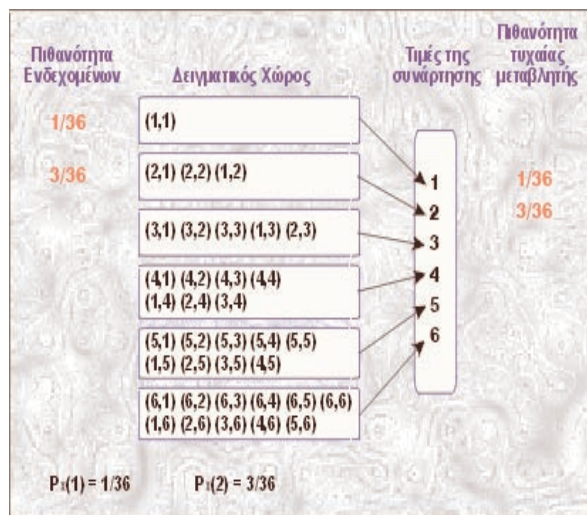 Πιθανότητα Ενδεχομένων
Δειγματικός Χώρος
Τιμές της συνάρτησης
Πιθανότητα τυχαίας μεταβλητής
1/36
(1,1)
3/36
(2,1) (2,2) (1,2)
(3,1) (3,2) (3,3) (1,3) (2,3)
(4,1) (4,2) (4,3) (4,4)
(1,4) (2,4) (3,4)
(5,1) (5,2) (5,3) (5,4) (5,5)
(1,5) (2,5) (3,5) (4,5)
(6,1) (6,2) (6,3) (6,4) (6,5) (6,6)
(1,6) (2,6) (3,6) (4,6) (5,6)
1
2
3
4
5
6
1/36
3/36
P (1) = 1/36
P (2) = 3/36